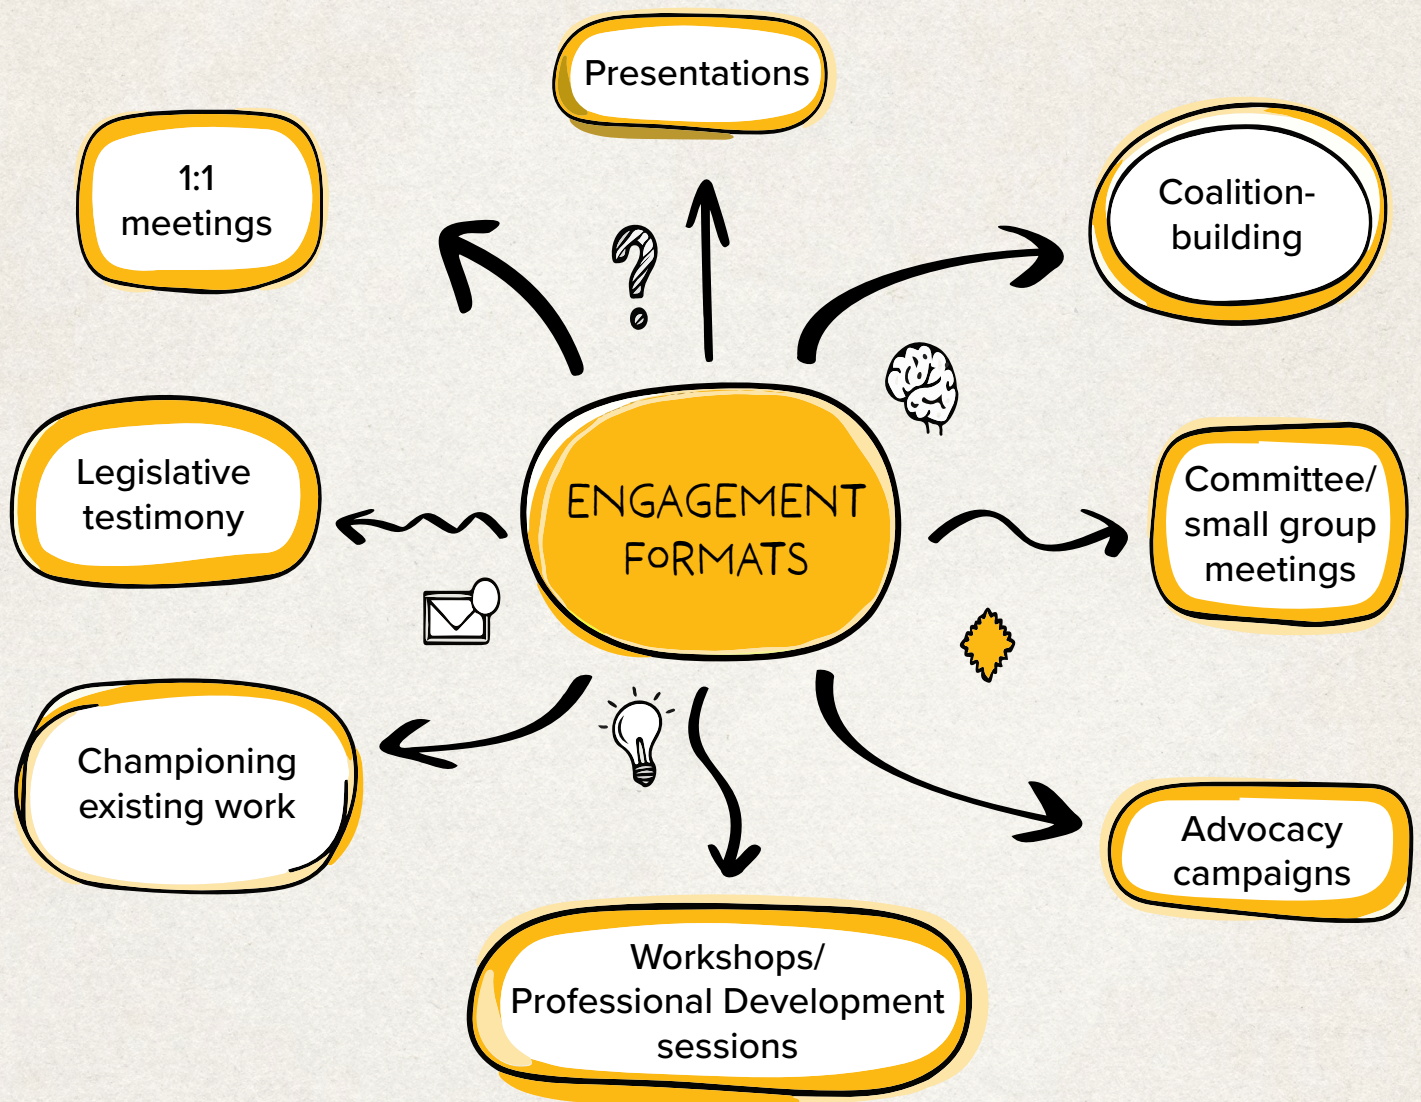 Presentations
1:1
meetings
Coalition-
building
Legislative
testimony
ENGAGEMENT
FORMATS
Committee/
small group
meetings
Championing
existing work
Advocacy
campaigns
Workshops/
Professional Development
sessions